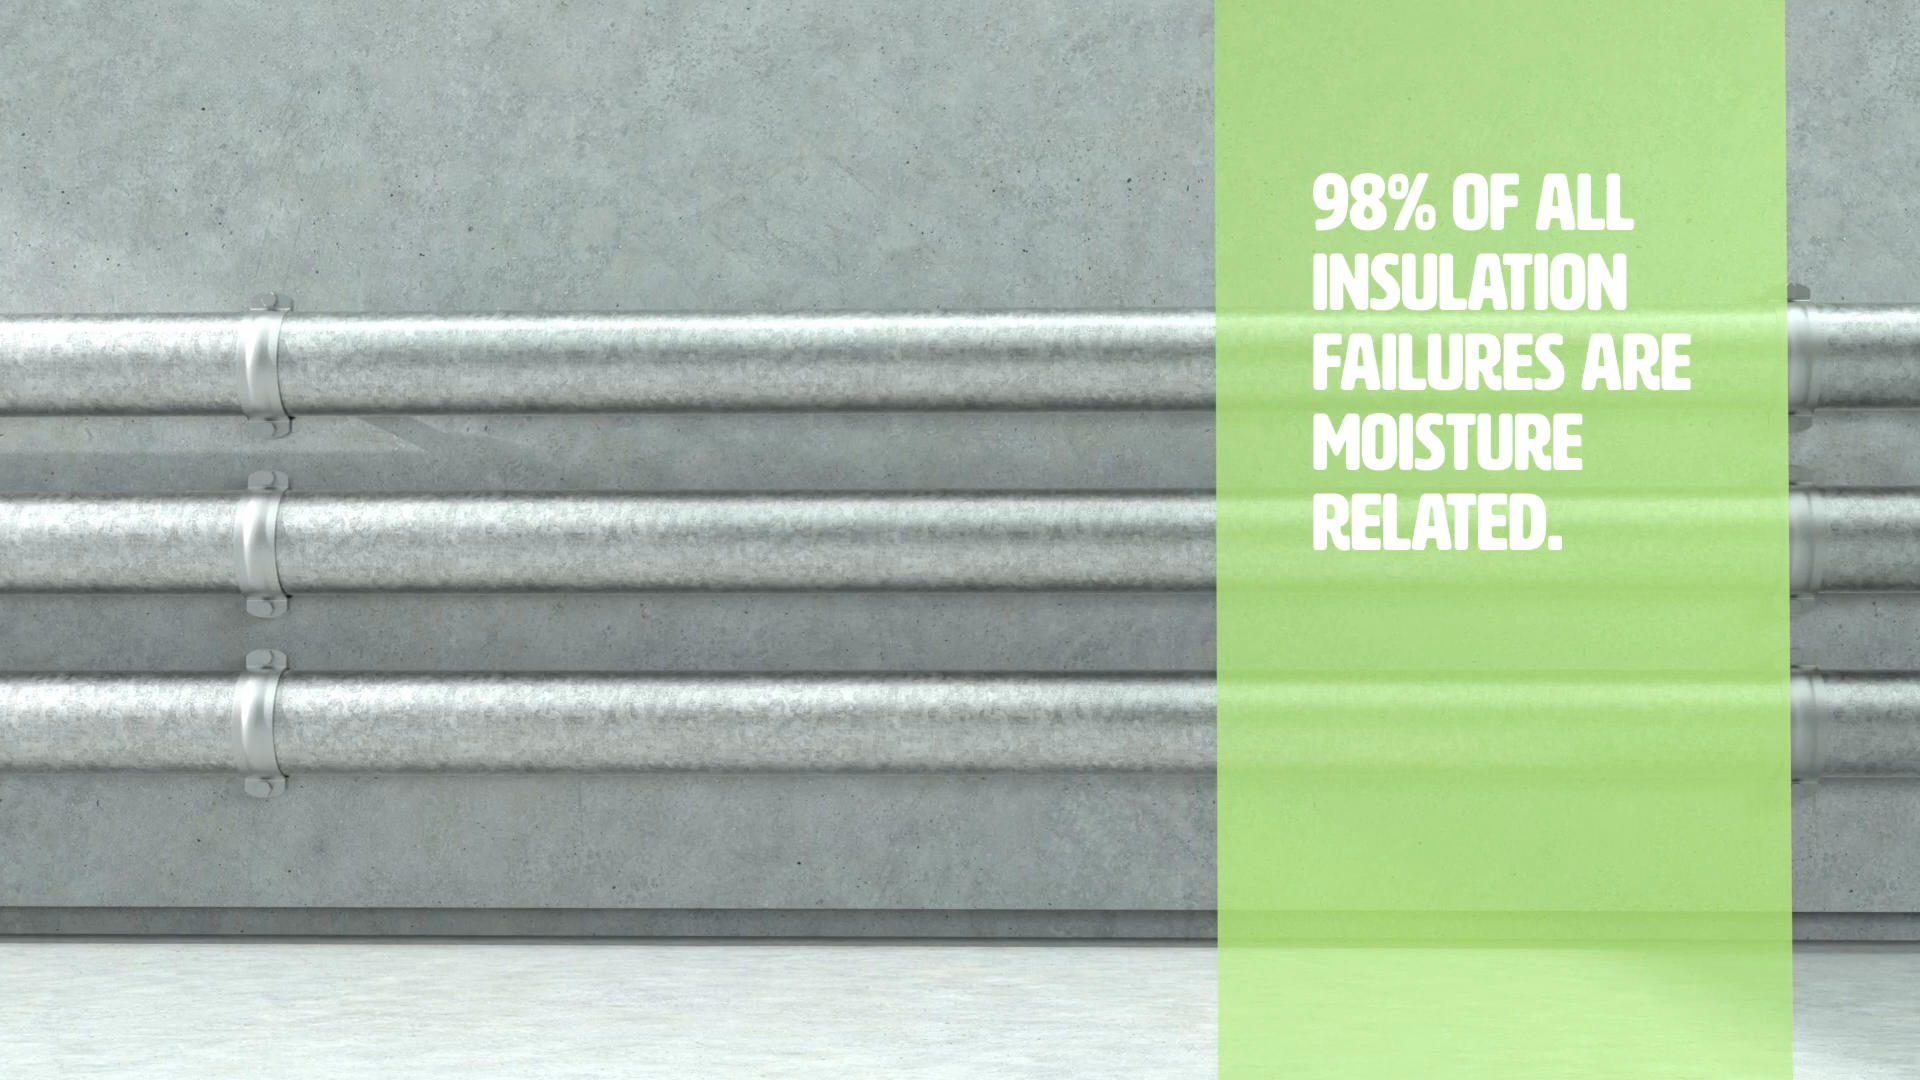 98% OF ALL
INSULATION
FAILURES ARE
MOISTURE
RELATED.